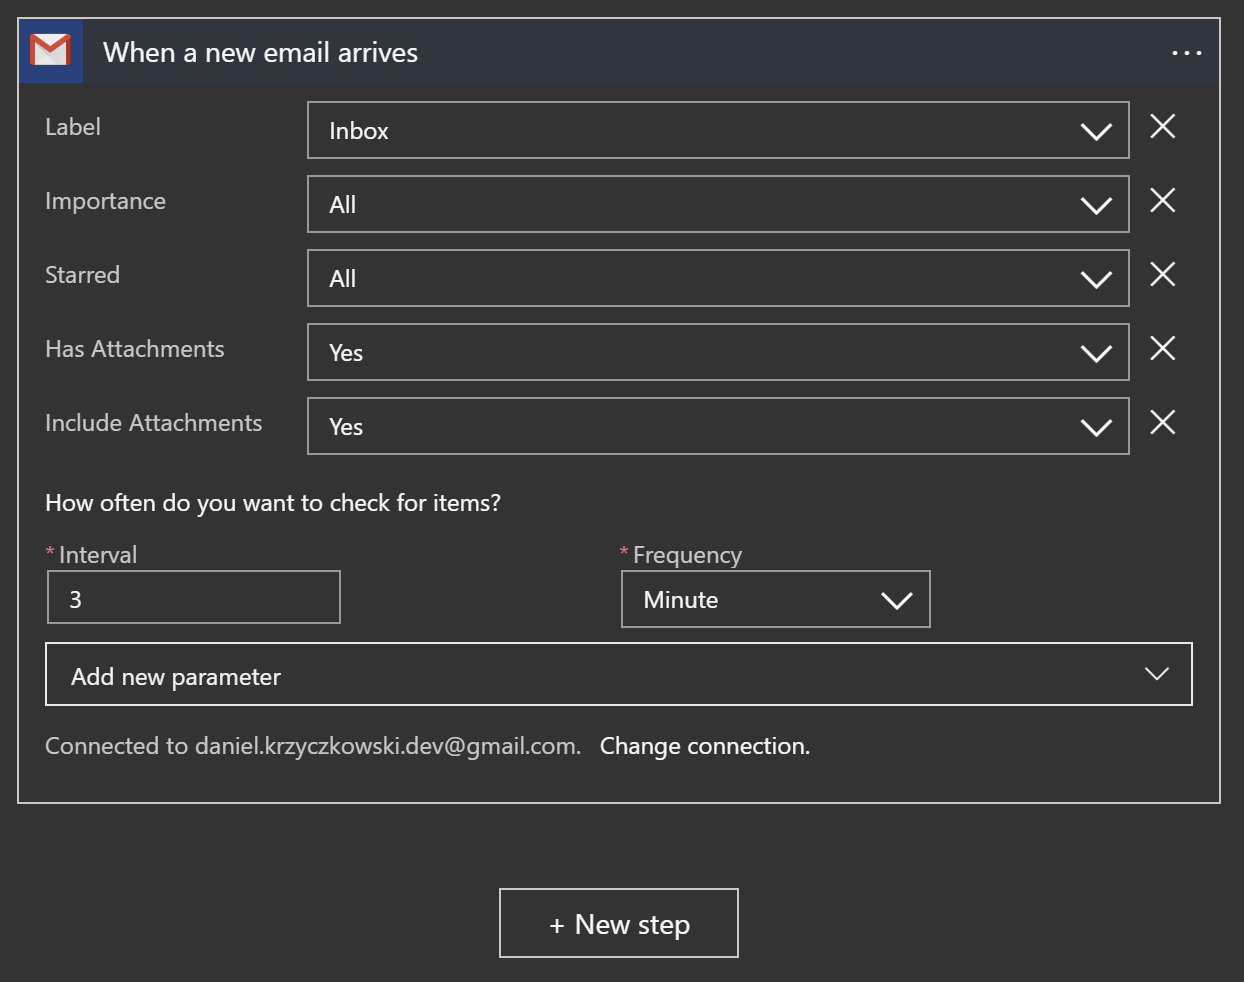 When a new email arrives
Label
Inbox
Importance
All
Starred
All
Has Attachments
Yes
Include Attachments
Yes
How often do you want to check for items?
* Interval
* Frequency
3
Minute
Add new parameter
Connected to daniel.krzyczkowski.dev@gmail.com. Change connection.
+ New step